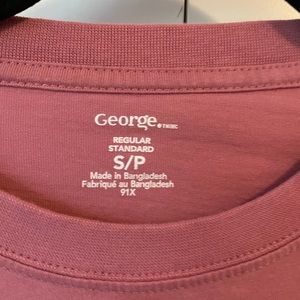 George.
REGULAR
STANDARD
S/P
Made in Bangladesh
Fabriqué au Bangladesh
91X